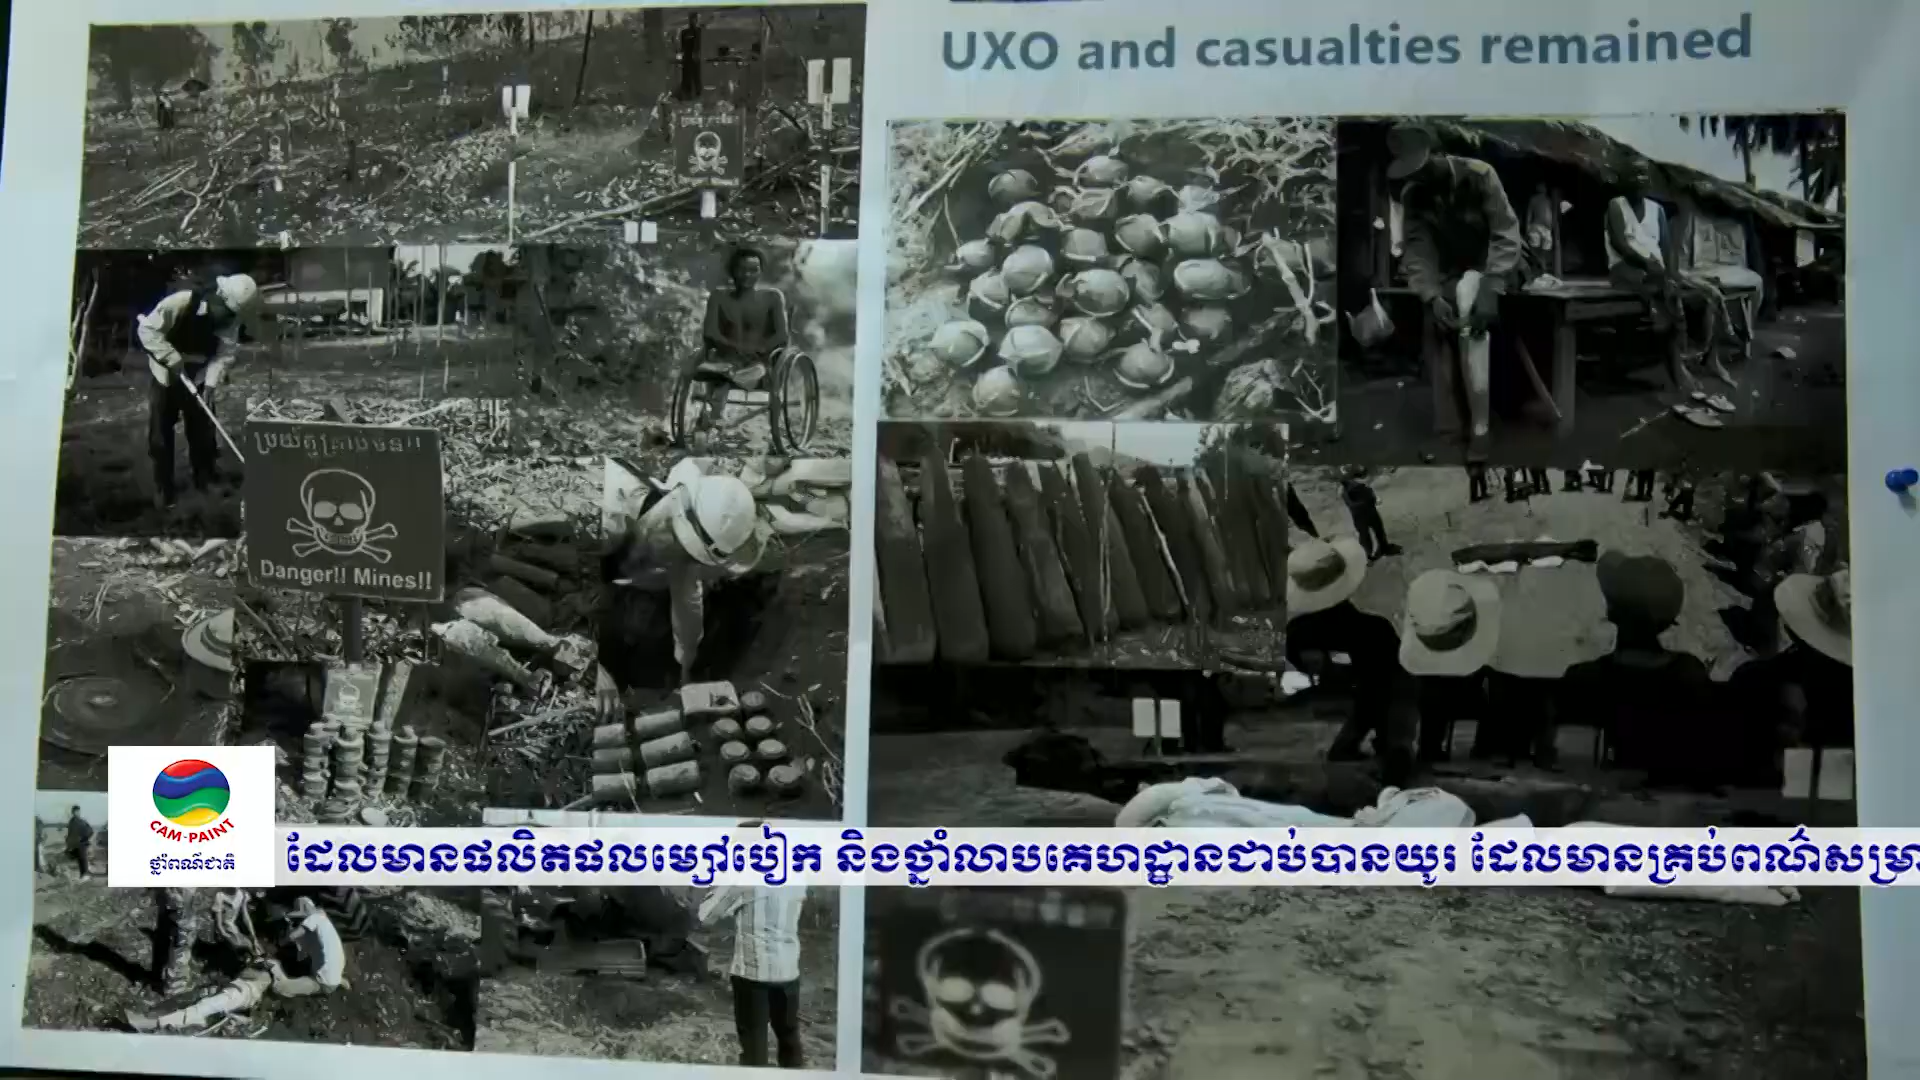 UXO and casualties remained
ប្រយ័ត្នគ្រាប់មីន!!
Danger!! Mines!!
CAM-PAINT
ថ្នាំពណ៌ជាតិ
ដែលមានផលិតផលម្សៅបៀក និងថ្នាំលាបគេហដ្ឋានជាប់បានយូរ ដែលមានគ្រប់ពណ៌សម្រា